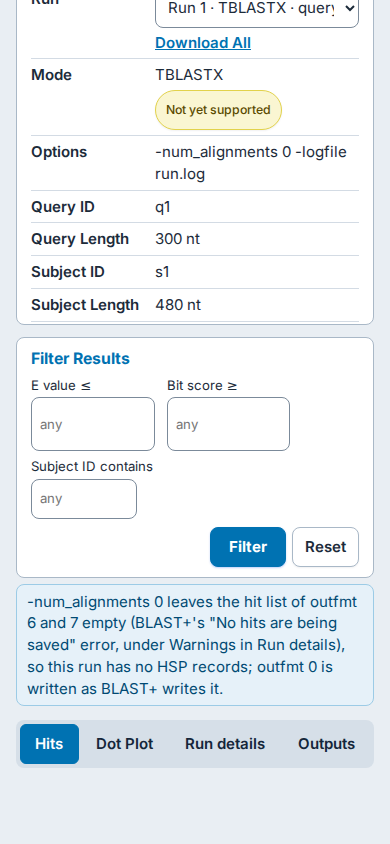 Run 1 · TBLASTX · query
Download All
Mode TBLASTX
Not yet supported
Options -num_alignments 0 -logfile
run.log
Query ID q1
Query Length 300 nt
Subject ID s1
Subject Length 480 nt
Filter Results
E value ≤ Bit score ≥
any any
Subject ID contains
any
Filter Reset
-num_alignments 0 leaves the hit list of outfmt
6 and 7 empty (BLAST+'s "No hits are being
saved" error, under Warnings in Run details),
so this run has no HSP records; outfmt 0 is
written as BLAST+ writes it.
Hits Dot Plot Run details Outputs